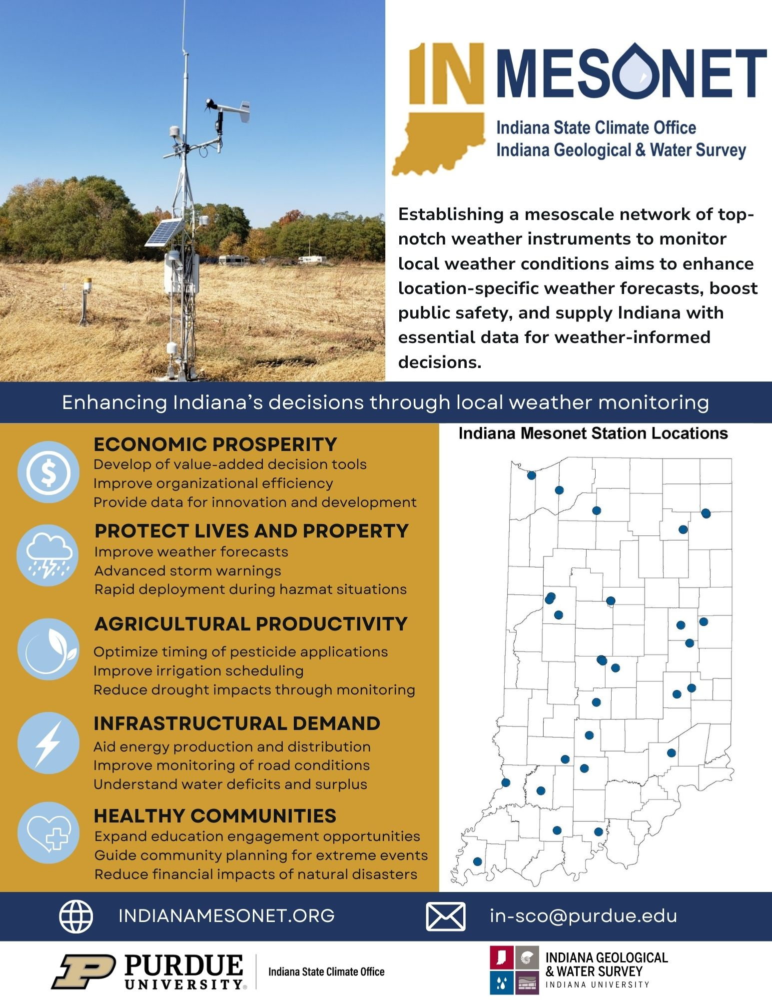 IN MESONET
Indiana State Climate Office
Indiana Geological & Water Survey
Establishing a mesoscale network of top-
notch weather instruments to monitor
local weather conditions aims to enhance
location-specific weather forecasts, boost
public safety, and supply Indiana with
essential data for weather-informed
decisions.
Enhancing Indiana's decisions through local weather monitoring
ECONOMIC PROSPERITY
Develop of value-added decision tools
Improve organizational efficiency
Provide data for innovation and development
PROTECT LIVES AND PROPERTY
Improve weather forecasts
Advanced storm warnings
Rapid deployment during hazmat situations
AGRICULTURAL PRODUCTIVITY
Optimize timing of pesticide applications
Improve irrigation scheduling
Reduce drought impacts through monitoring
INFRASTRUCTURAL DEMAND
Aid energy production and distribution
Improve monitoring of road conditions
Understand water deficits and surplus
HEALTHY COMMUNITIES
Expand education engagement opportunities
Guide community planning for extreme events
Reduce financial impacts of natural disasters
Indiana Mesonet Station Locations
INDIANAMESONET.ORG
in-sco@purdue.edu
P PURDUE
UNIVERSITY®
Indiana State Climate Office
INDIANA GEOLOGICAL
& WATER SURVEY
INDIANA UNIVERSITY